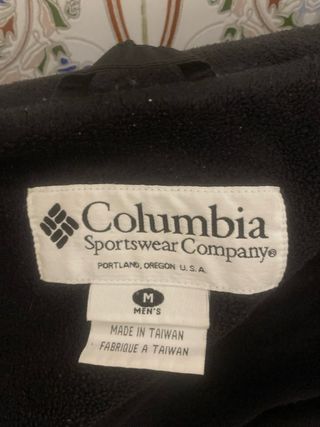 Columbia
Sportswear Company®
PORTLAND, OREGON U.S.A.
M
MEN'S
MADE IN TAIWAN
FABRIQUE A TAIWAN